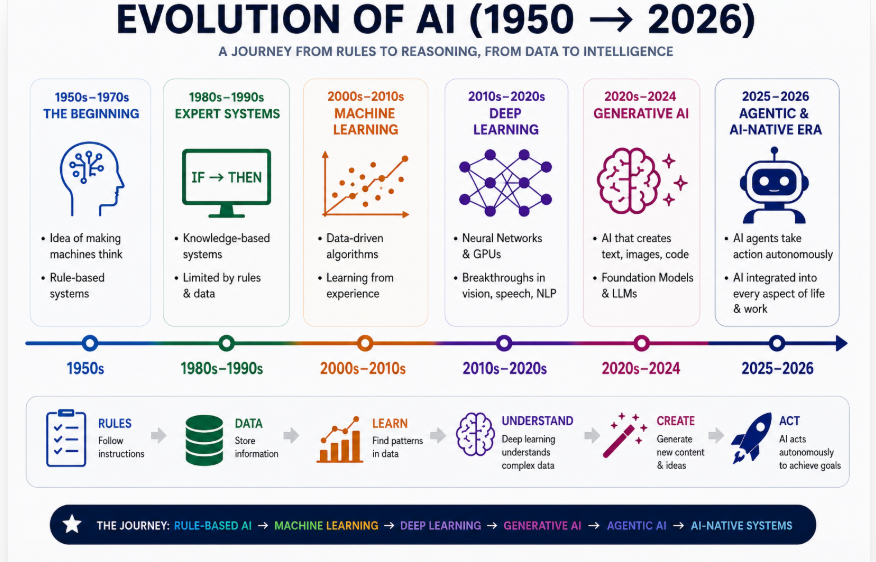 EVOLUTION OF AI (1950 → 2026)
A JOURNEY FROM RULES TO REASONING, FROM DATA TO INTELLIGENCE
1950s–1970s
THE BEGINNING
• Idea of making
machines think
• Rule-based
systems
1980s–1990s
EXPERT SYSTEMS
IF → THEN
• Knowledge-based
systems
• Limited by rules
& data
2000s–2010s
MACHINE
LEARNING
• Data-driven
algorithms
• Learning from
experience
2010s–2020s
DEEP
LEARNING
• Neural Networks
& GPUs
• Breakthroughs in
vision, speech, NLP
2020s–2024
GENERATIVE AI
• AI that creates
text, images, code
• Foundation Models
& LLMs
2025–2026
AGENTIC &
AI-NATIVE ERA
• AI agents take
action autonomously
• AI integrated into
every aspect of life
& work
1950s
1980s–1990s
2000s–2010s
2010s–2020s
2020s–2024
2025–2026
RULES
Follow
instructions
DATA
Store
information
LEARN
Find patterns
in data
UNDERSTAND
Deep learning
understands
complex data
CREATE
Generate
new content
& ideas
ACT
AI acts
autonomously
to achieve goals
THE JOURNEY: RULE-BASED AI → MACHINE LEARNING → DEEP LEARNING → GENERATIVE AI → AGENTIC AI → AI-NATIVE SYSTEMS